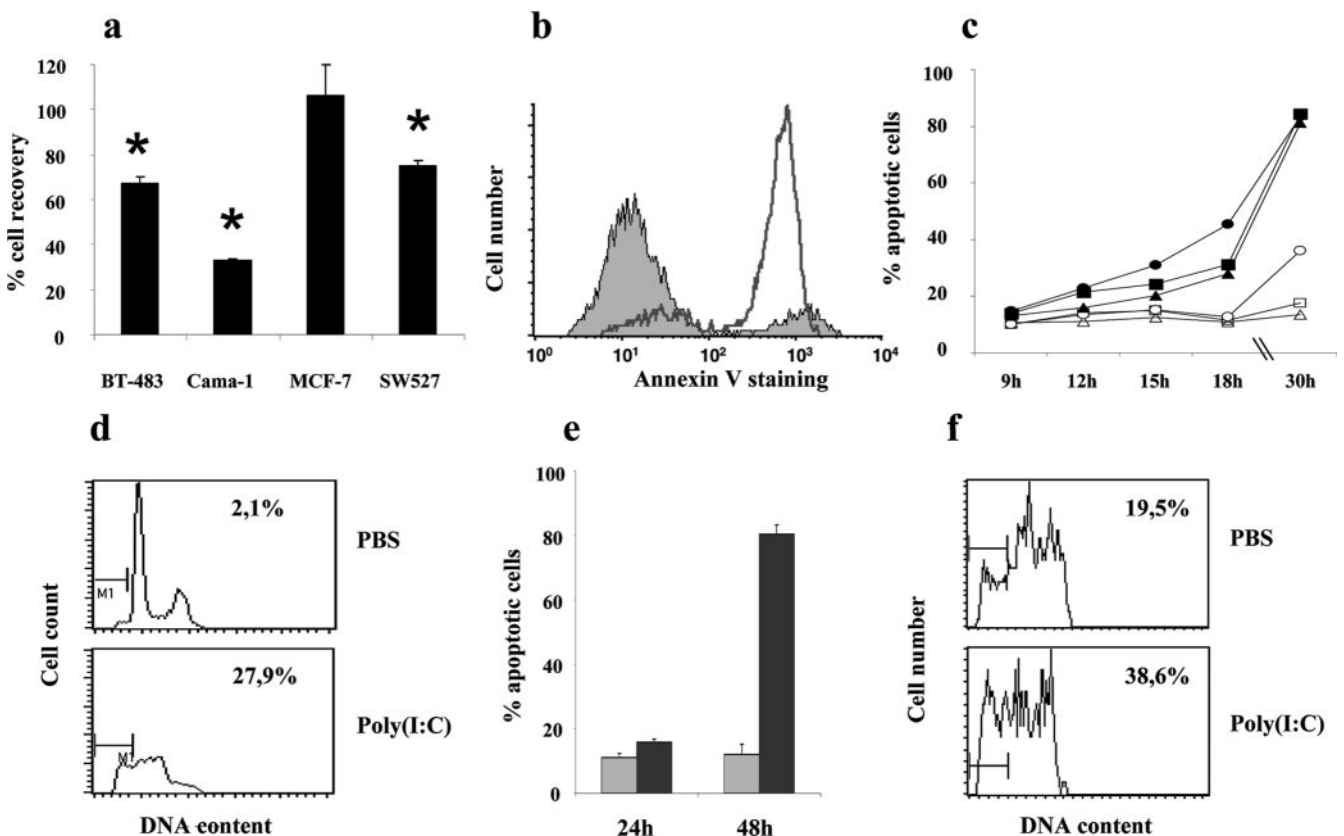 a
% cell recovery
120
100
80
60
40
20
0
*
*
*
BT-483 Cama-1 MCF-7 SW527
b
Cell number
10⁰ 10¹ 10² 10³ 10⁴
Annexin V staining
c
% apoptotic cells
100
80
60
40
20
0
9h 12h 15h 18h 30h
d
Cell count
2,1%
M1
PBS
27,9%
M1
Poly(I:C)
DNA content
e
% apoptotic cells
100
80
60
40
20
0
24h 48h
f
Cell number
19,5%
PBS
38,6%
Poly(I:C)
DNA content